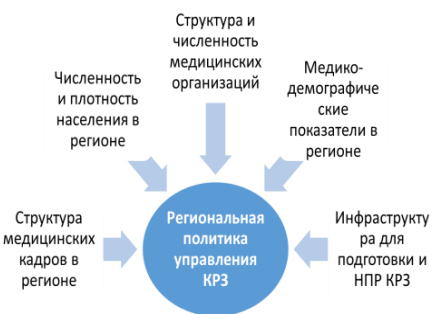 Структура и
численность
медицинских
организаций
Численность
и плотность
населения в
регионе
Медико-
демографиче
ские
показатели в
регионе
Структура
медицинских
кадров в
регионе
Региональная
политика
управления
КРЗ
Инфраструкту
ра для
подготовки и
НПР КРЗ